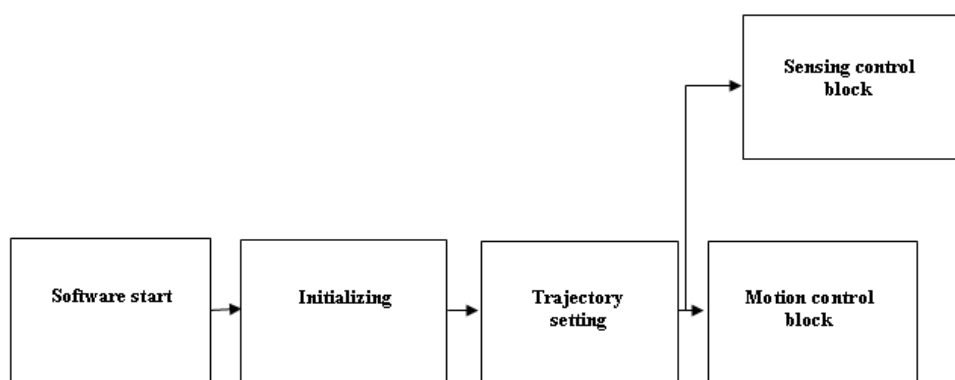 Sensing control
block
Software start
Initializing
Trajectory
setting
Motion control
block